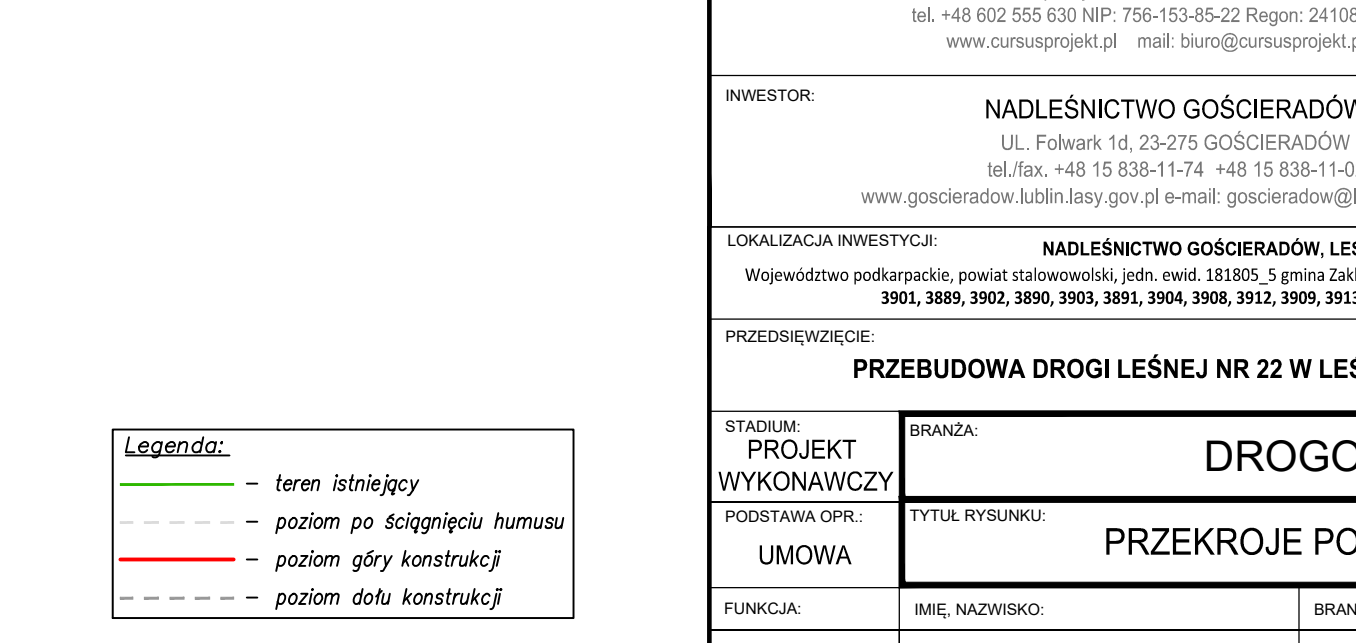 tel. +48 602 555 630 NIP: 756-153-85-22 Regon: 24108
www.cursusprojekt.pl mail: biuro@cursusprojekt.p
INWESTOR:
NADLEŚNICTWO GOŚCIERADÓW
UL. Folwark 1d, 23-275 GOŚCIERADÓW
tel./fax. +48 15 838-11-74 +48 15 838-11-0
www.goscieradow.lublin.lasy.gov.pl e-mail: goscieradow@l
LOKALIZACJA INWESTYCJI:
NADLEŚNICTWO GOŚCIERADÓW, LEŚ
Województwo podkarpackie, powiat stalowowolski, jedn. ewid. 181805_5 gmina Zakl
3901, 3889, 3902, 3890, 3903, 3891, 3904, 3908, 3912, 3909, 3913
PRZEDSIĘWZIĘCIE:
PRZEBUDOWA DROGI LEŚNEJ NR 22 W LEŚ
STADIUM:
PROJEKT
WYKONAWCZY
BRANŻA:
DROGO
PODSTAWA OPR.:
UMOWA
TYTUŁ RYSUNKU:
PRZEKROJE PO
FUNKCJA:
IMIĘ, NAZWISKO:
BRAN
Legenda:
– teren istniejący
– poziom po ściągnięciu humusu
– poziom góry konstrukcji
– poziom dołu konstrukcji